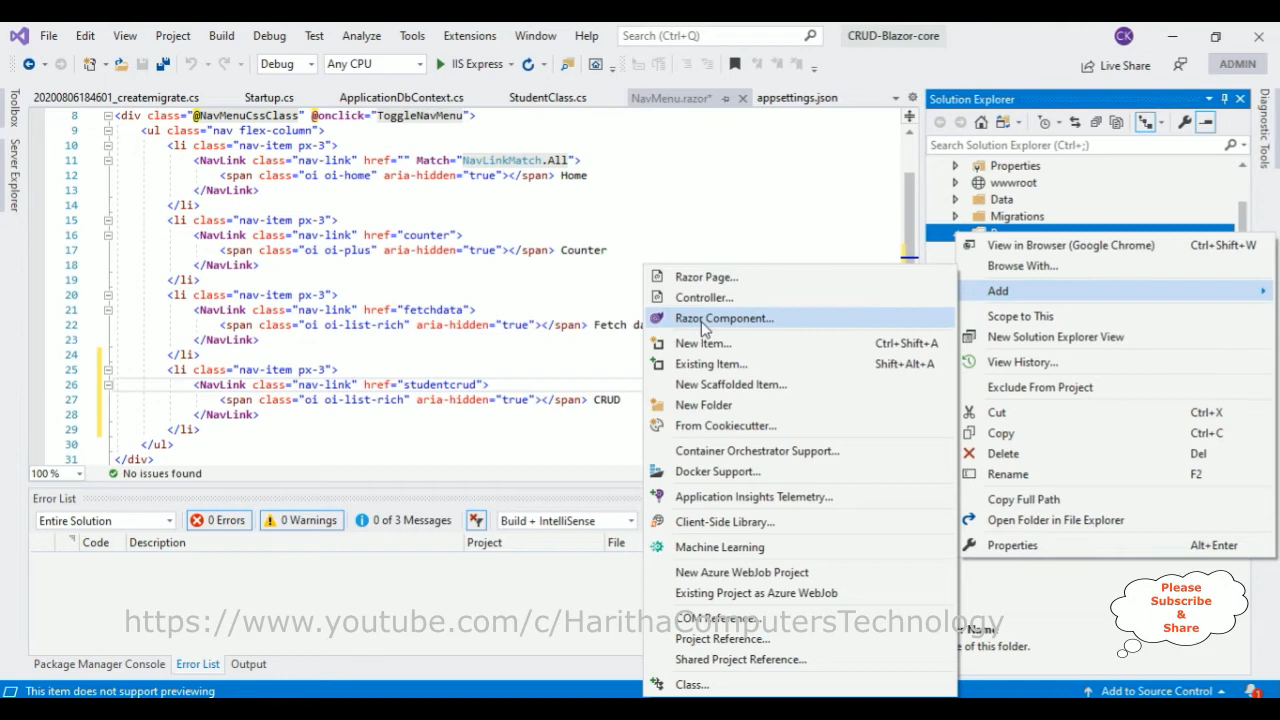 File Edit View Project Build Debug Test Analyze Tools Extensions Window Help Search (Ctrl+Q) CRUD-Blazor-core CK
Debug Any CPU IIS Express Live Share ADMIN
20200806184601_createmigrate.cs Startup.cs ApplicationDbContext.cs StudentClass.cs NavMenu.razor* appsettings.json
Toolbox
Server Explorer
8 <div class="@NavMenuCssClass" @onclick="ToggleNavMenu">
9 <ul class="nav flex-column">
10 <li class="nav-item px-3">
11 <NavLink class="nav-link" href="" Match="NavLinkMatch.All">
12 <span class="oi oi-home" aria-hidden="true"></span> Home
13 </NavLink>
14 </li>
15 <li class="nav-item px-3">
16 <NavLink class="nav-link" href="counter">
17 <span class="oi oi-plus" aria-hidden="true"></span> Counter
18 </NavLink>
19 </li>
20 <li class="nav-item px-3">
21 <NavLink class="nav-link" href="fetchdata">
22 <span class="oi oi-list-rich" aria-hidden="true"></span> Fetch da
23 </NavLink>
24 </li>
25 <li class="nav-item px-3">
26 <NavLink class="nav-link" href="studentcrud">
27 <span class="oi oi-list-rich" aria-hidden="true"></span> CRUD
28 </NavLink>
29 </li>
30 </ul>
31 </div>
100 % No issues found
Error List
Entire Solution 0 Errors 0 Warnings 0 of 3 Messages Build + IntelliSense
Code Description Project File
Package Manager Console Error List Output
This item does not support previewing
Add to Source Control 1
Solution Explorer
Search Solution Explorer (Ctrl+;)
Properties
wwwroot
Data
Migrations
Diagnostic Tools
View in Browser (Google Chrome) Ctrl+Shift+W
Browse With...
Add
Scope to This
New Solution Explorer View
View History...
Exclude From Project
Cut Ctrl+X
Copy Ctrl+C
Delete Del
Rename F2
Copy Full Path
Open Folder in File Explorer
Properties Alt+Enter
Razor Page...
Controller...
Razor Component...
New Item... Ctrl+Shift+A
Existing Item... Shift+Alt+A
New Scaffolded Item...
New Folder
From Cookiecutter...
Container Orchestrator Support...
Docker Support...
Application Insights Telemetry...
Client-Side Library...
Machine Learning
New Azure WebJob Project
Existing Project as Azure WebJob
COM Reference...
Project Reference...
Shared Project Reference...
Class...
Name
e of this folder.
Please
Subscribe
&
Share
https://www.youtube.com/c/HarithaComputersTechnology